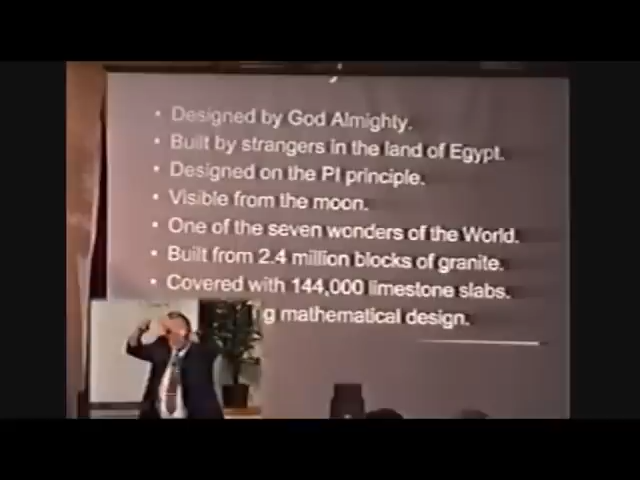 • Designed by God Almighty.
• Built by strangers in the land of Egypt.
• Designed on the PI principle.
• Visible from the moon.
• One of the seven wonders of the World.
• Built from 2.4 million blocks of granite.
• Covered with 144,000 limestone slabs.
g mathematical design.